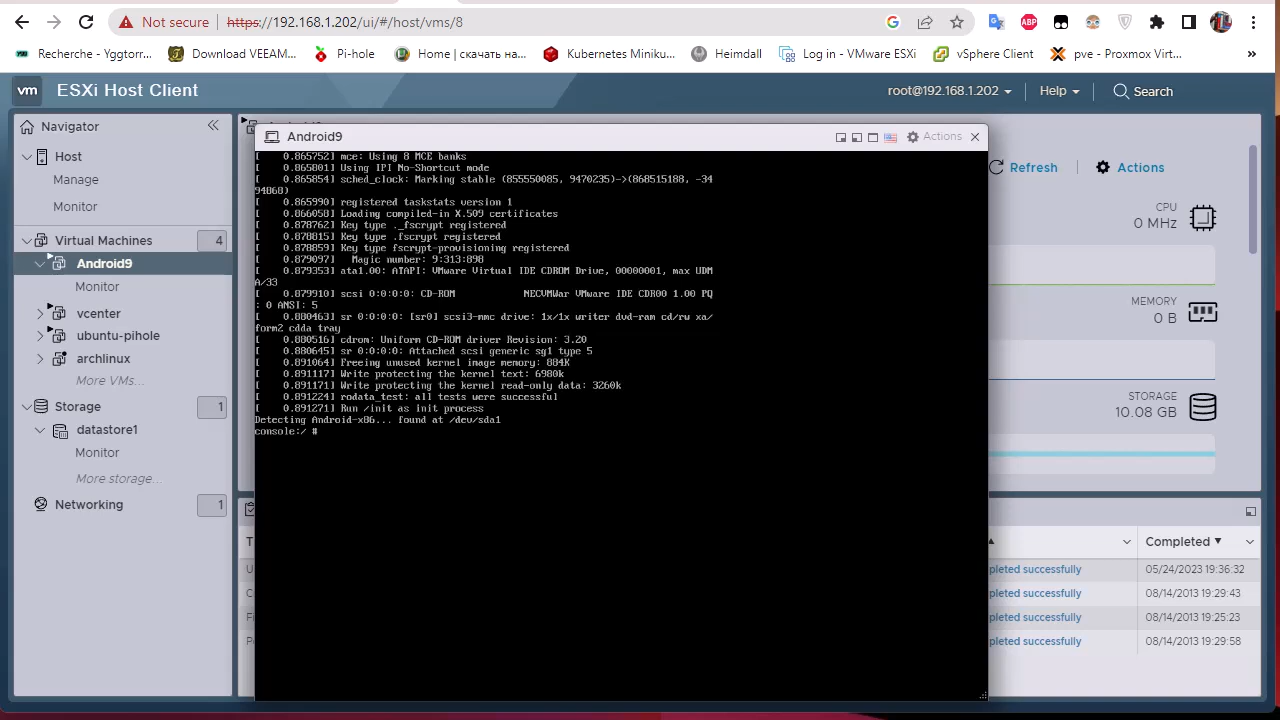 Not secure
https://192.168.1.202/ui/#/host/vms/8
Recherche - Yggtorr...
Download VEEAM...
Pi-hole
Home | скачать на...
Kubernetes Miniku...
Heimdall
Log in - VMware ESXi
vSphere Client
pve - Proxmox Virt...
»
vm
ESXi Host Client
root@192.168.1.202
Help
Search
Navigator
Host
Manage
Monitor
Virtual Machines
4
Android9
Monitor
vcenter
ubuntu-pihole
archlinux
More VMs...
Storage
1
datastore1
Monitor
More storage...
Networking
1
Android9
Actions
[    0.865752] mce: Using 8 MCE banks
[    0.865801] Using IPI No-Shortcut mode
[    0.865854] sched_clock: Marking stable (855550085, 9470235)->(868515188, -34
94868)
[    0.865990] registered taskstats version 1
[    0.866058] Loading compiled-in X.509 certificates
[    0.878762] Key type ._fscrypt registered
[    0.878815] Key type .fscrypt registered
[    0.878859] Key type fscrypt-provisioning registered
[    0.879097]   Magic number: 9:313:898
[    0.879353] ata1.00: ATAPI: VMware Virtual IDE CDROM Drive, 00000001, max UDM
A/33
[    0.879910] scsi 0:0:0:0: CD-ROM            NECVMWar VMware IDE CDR00 1.00 PQ
: 0 ANSI: 5
[    0.880463] sr 0:0:0:0: [sr0] scsi3-mmc drive: 1x/1x writer dvd-ram cd/rw xa/
form2 cdda tray
[    0.880516] cdrom: Uniform CD-ROM driver Revision: 3.20
[    0.880645] sr 0:0:0:0: Attached scsi generic sg1 type 5
[    0.891064] Freeing unused kernel image memory: 884K
[    0.891117] Write protecting the kernel text: 6980k
[    0.891171] Write protecting the kernel read-only data: 3260k
[    0.891224] rodata_test: all tests were successful
[    0.891271] Run /init as init process
Detecting Android-x86... found at /dev/sda1
console:/ #
Refresh
Actions
CPU
0 MHz
MEMORY
0 B
STORAGE
10.08 GB
Completed ▼
pleted successfully
05/24/2023 19:36:32
pleted successfully
08/14/2013 19:29:43
pleted successfully
08/14/2013 19:25:23
pleted successfully
08/14/2013 19:29:58